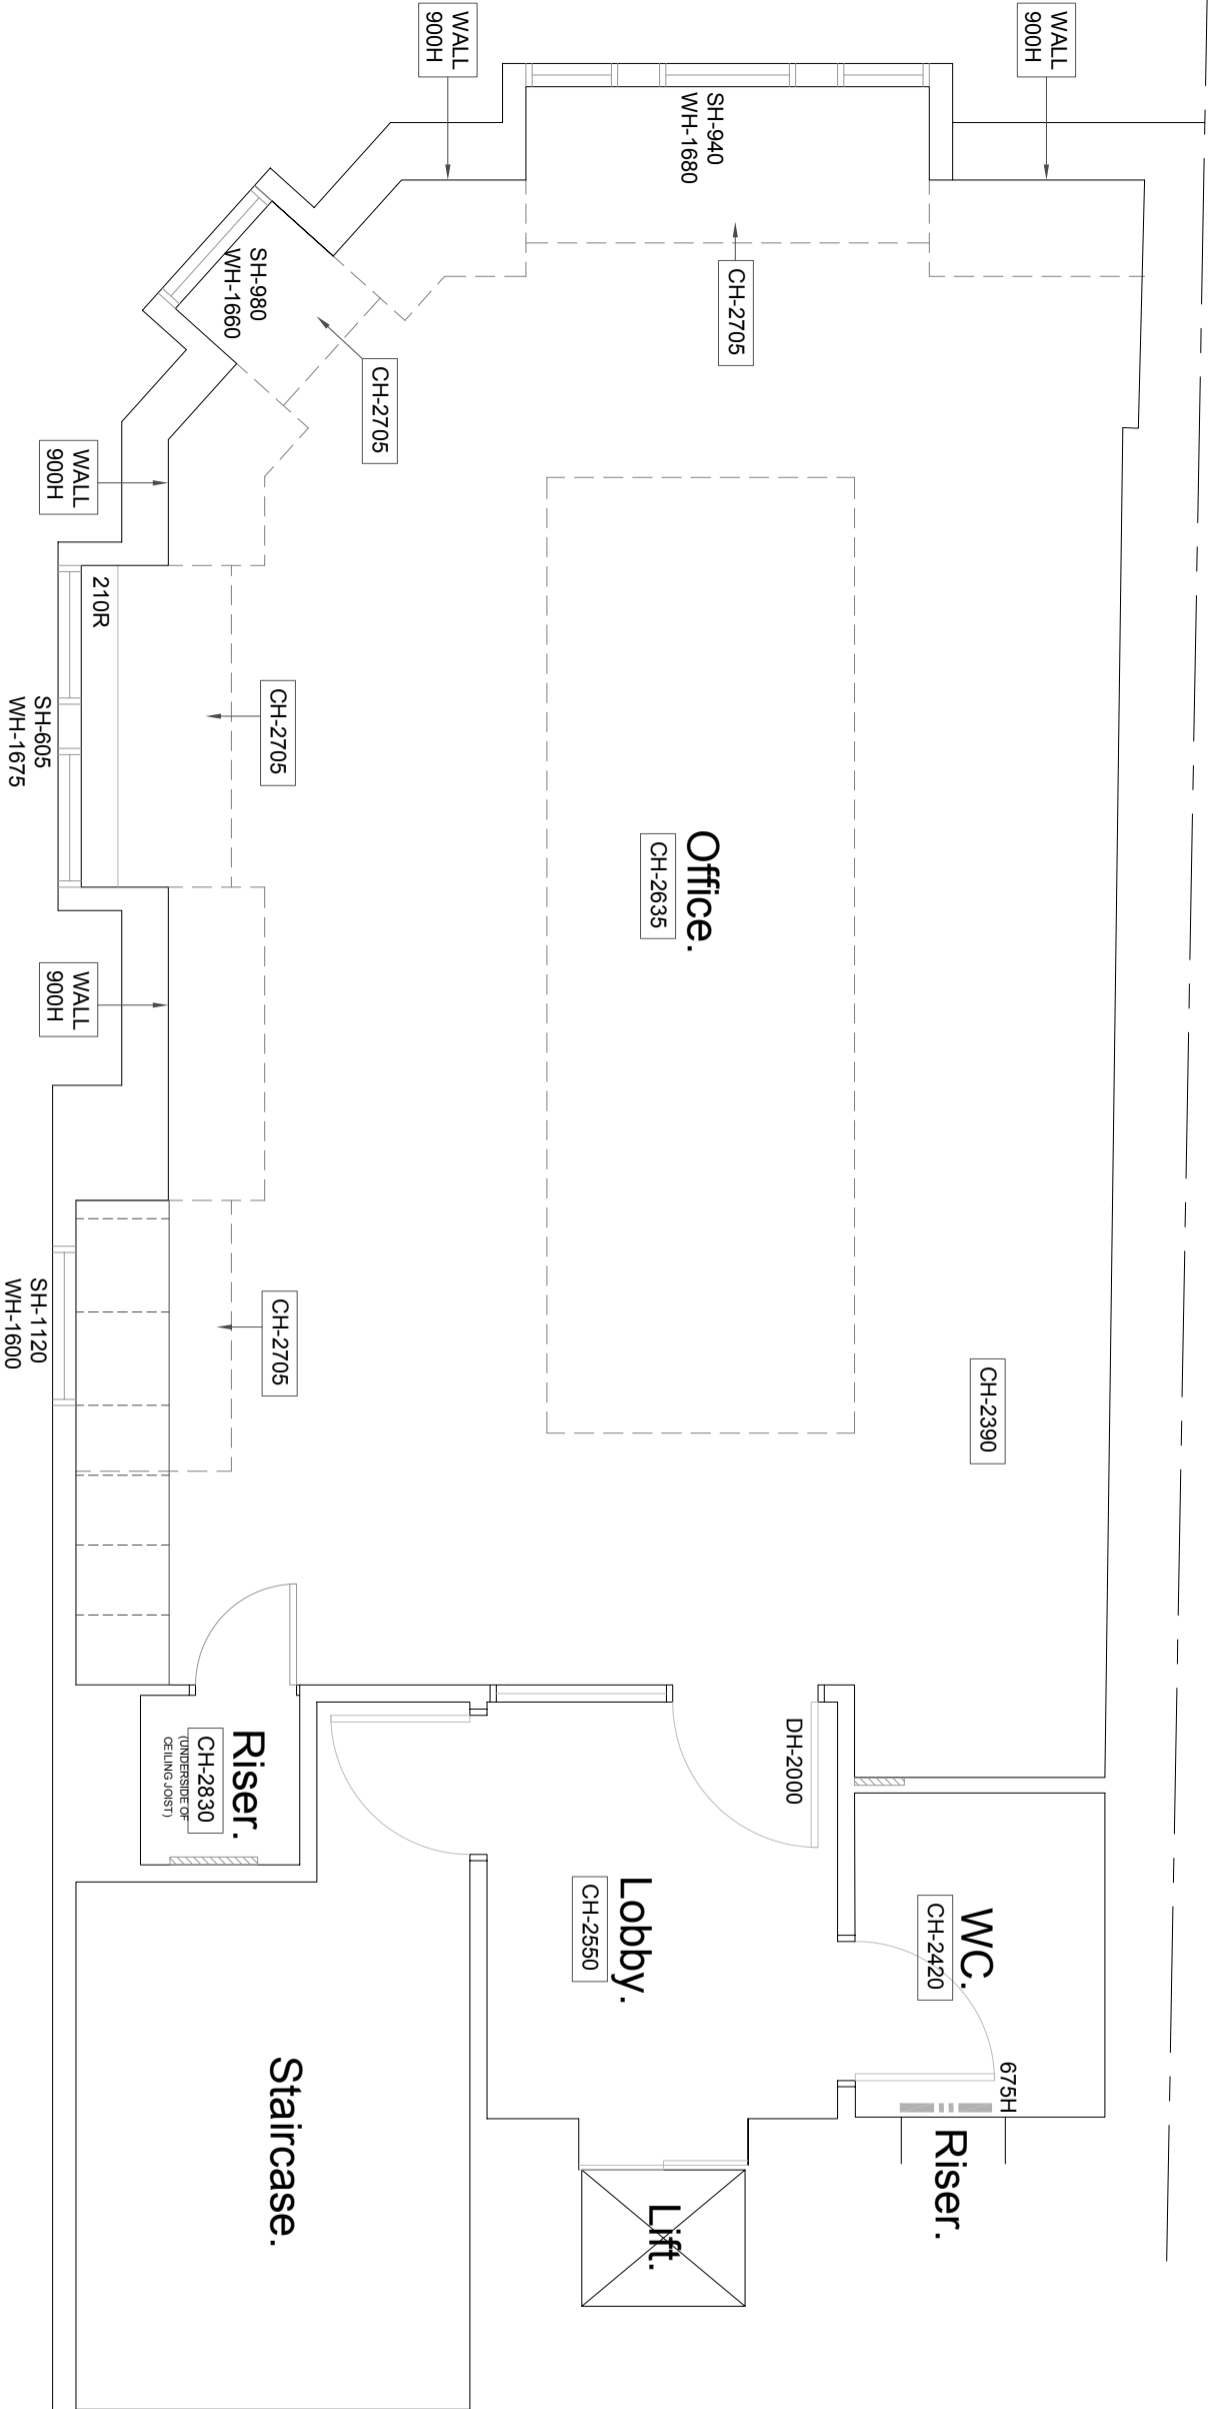 WALL
900H
WALL
900H
SH-940
WH-1680
CH-2705
SH-980
WH-1660
CH-2705
WALL
900H
210R
SH-605
WH-1675
CH-2705
Office.
CH-2635
WALL
900H
SH-1120
WH-1600
CH-2705
CH-2390
DH-2000
Riser.
CH-2830
(UNDERSIDE OF
CEILING JOIST)
Lobby.
CH-2550
WC.
CH-2420
675H
Riser.
Staircase.
Lift.